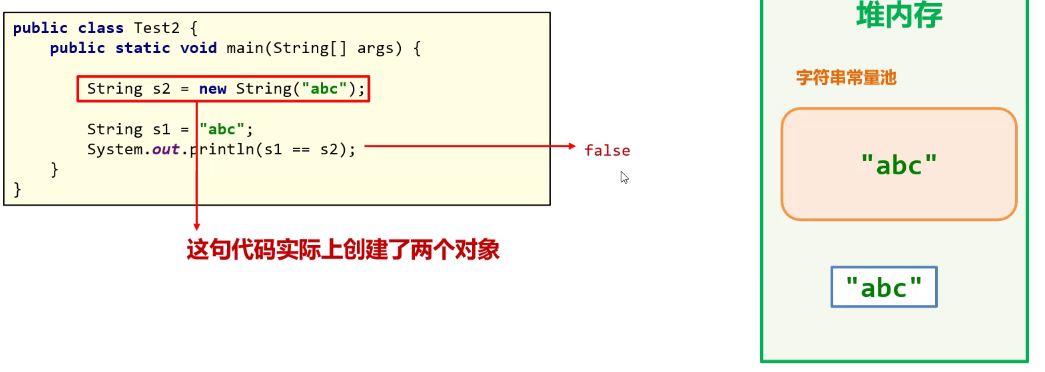 public class Test2 {
    public static void main(String[] args) {
        String s2 = new String("abc");
        String s1 = "abc";
        System.out.println(s1 == s2);
    }
}
false
这句代码实际上创建了两个对象
堆内存
字符串常量池
"abc"
"abc"